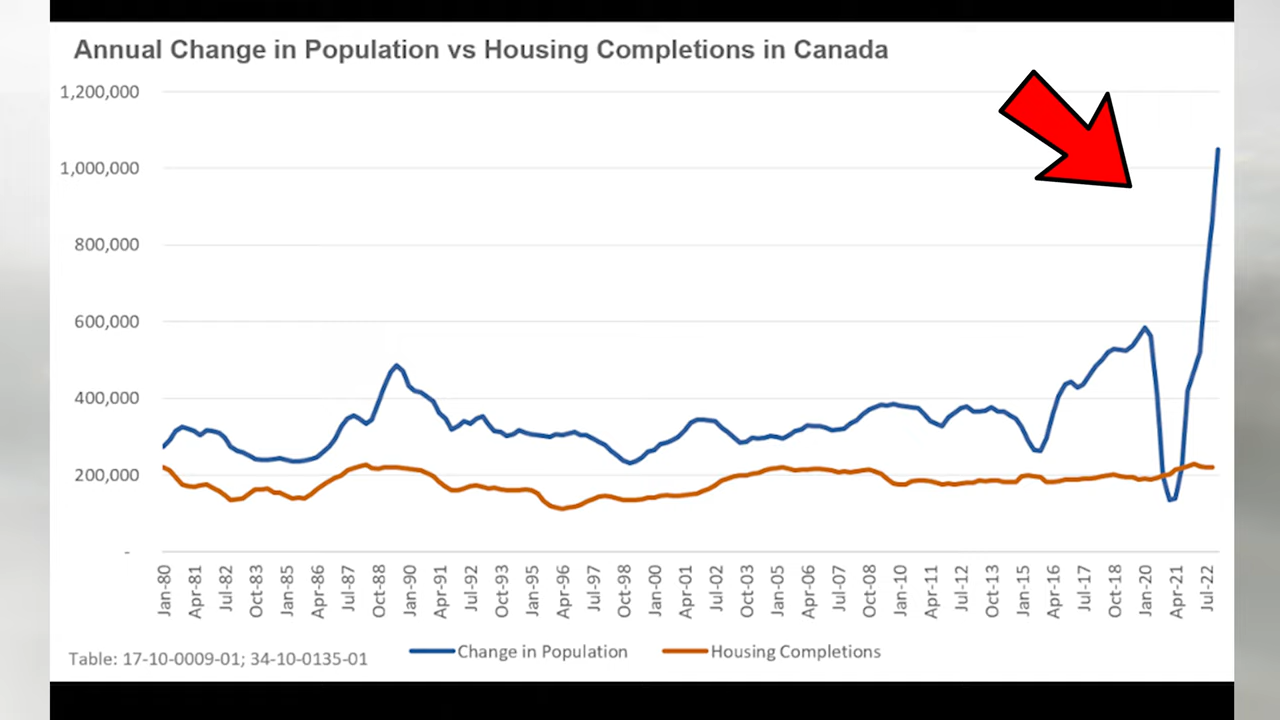 Annual Change in Population vs Housing Completions in Canada
1,200,000
1,000,000
800,000
600,000
400,000
200,000
-
Jan-80 Apr-81 Jul-82 Oct-83 Jan-85 Apr-86 Jul-87 Oct-88 Jan-90 Apr-91 Jul-92 Oct-93 Jan-95 Apr-96 Jul-97 Oct-98 Jan-00 Apr-01 Jul-02 Oct-03 Jan-05 Apr-06 Jul-07 Oct-08 Jan-10 Apr-11 Jul-12 Oct-13 Jan-15 Apr-16 Jul-17 Oct-18 Jan-20 Apr-21 Jul-22
Change in Population Housing Completions
Table: 17-10-0009-01; 34-10-0135-01